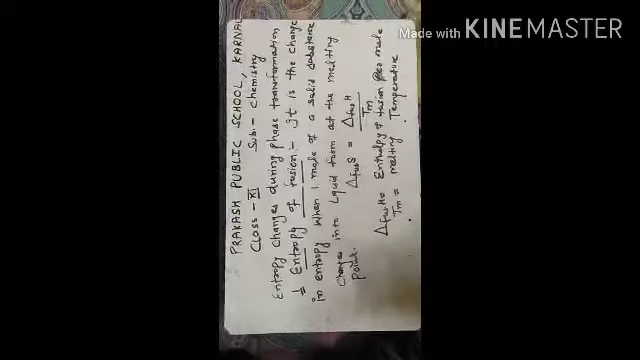 Made with KINEMASTER
PRAKASH PUBLIC SCHOOL, KARNAL
Class - XI Sub:- Chemistry
Entropy changes during phase transformation
1 Entropy of fusion:- It is the change
in entropy when 1 mole of a solid substance
changes into liquid form at the melting
point.
ΔfusS = ΔfusH / Tm
ΔfusH = Enthalpy of fusion per mole
Tm = melting Temperature.